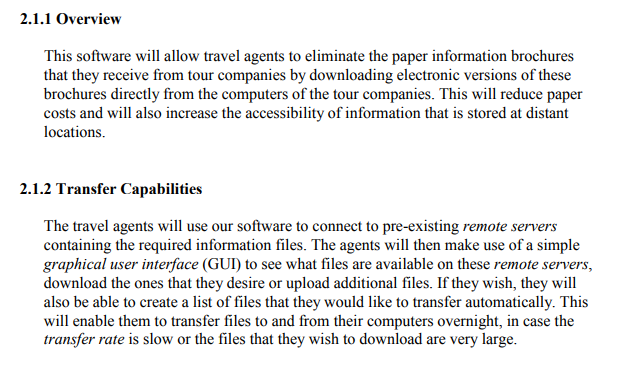 2.1.1 Overview
This software will allow travel agents to eliminate the paper information brochures
that they receive from tour companies by downloading electronic versions of these
brochures directly from the computers of the tour companies. This will reduce paper
costs and will also increase the accessibility of information that is stored at distant
locations.
2.1.2 Transfer Capabilities
The travel agents will use our software to connect to pre-existing remote servers
containing the required information files. The agents will then make use of a simple
graphical user interface (GUI) to see what files are available on these remote servers,
download the ones that they desire or upload additional files. If they wish, they will
also be able to create a list of files that they would like to transfer automatically. This
will enable them to transfer files to and from their computers overnight, in case the
transfer rate is slow or the files that they wish to download are very large.